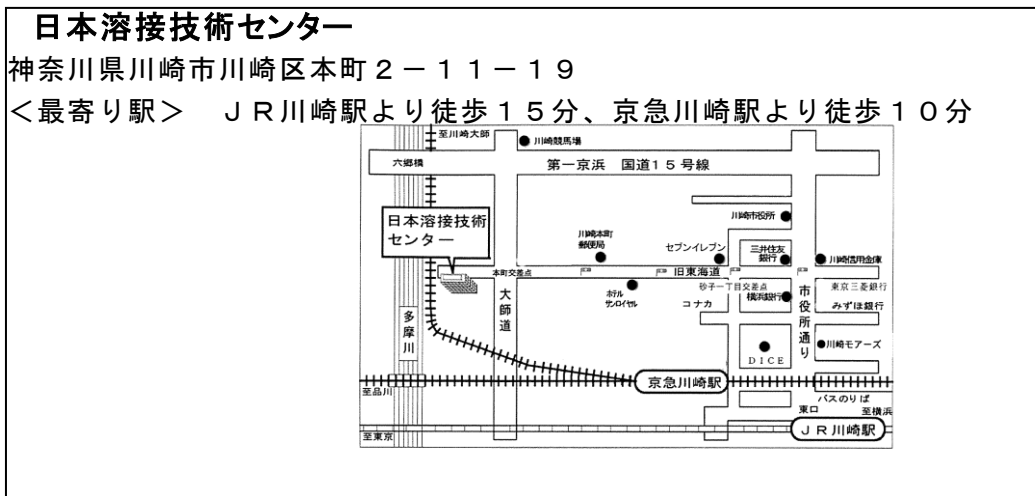 日本溶接技術センター
神奈川県川崎市川崎区本町２－１１－１９
＜最寄り駅＞　ＪＲ川崎駅より徒歩１５分、京急川崎駅より徒歩１０分
至川崎大師
川崎競馬場
六郷橋
第一京浜　国道１５号線
日本溶接技術
センター
川崎市役所
川崎本町
郵便局
セブンイレブン
三井住友
銀行
川崎信用金庫
本町交差点
旧東海道
砂子一丁目交差点
東京三菱銀行
ホテル
サンロイヤル
コナカ
横浜銀行
みずほ銀行
大師道
市役所通り
多摩川
川崎モアーズ
ＤＩＣＥ
京急川崎駅
至品川
バスのりば
東口
至横浜
至東京
ＪＲ川崎駅